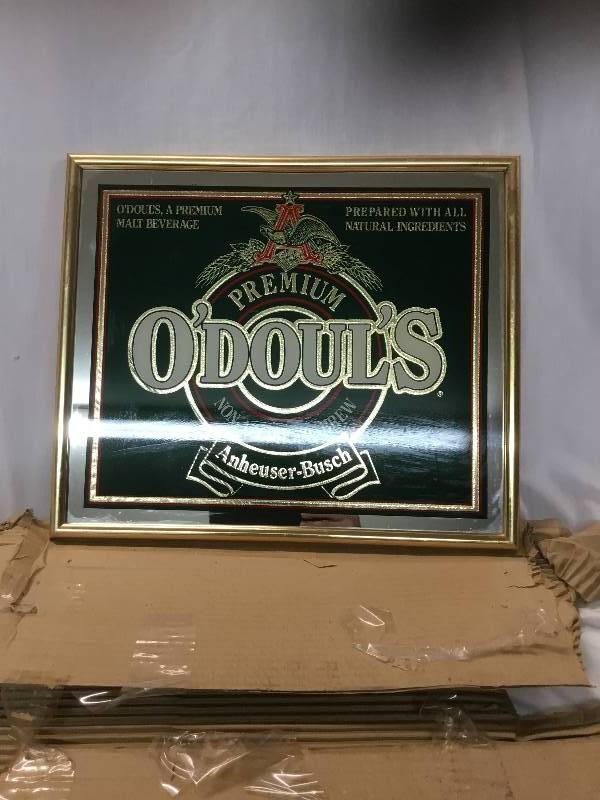 O'DOUL'S, A PREMIUM
MALT BEVERAGE
PREPARED WITH ALL
NATURAL INGREDIENTS
PREMIUM
O'DOUL'S
®
Anheuser-Busch